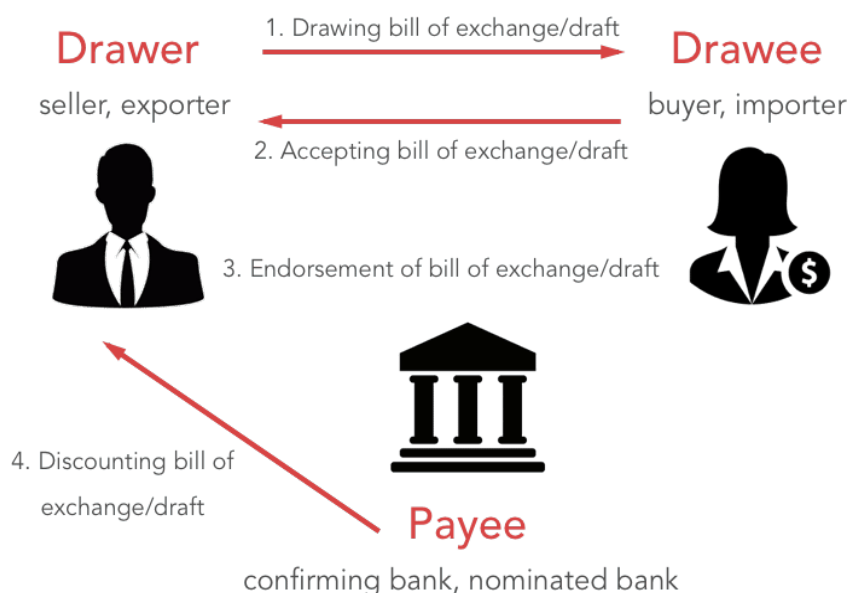 Drawer
1. Drawing bill of exchange/draft
Drawee
seller, exporter
buyer, importer
2. Accepting bill of exchange/draft
3. Endorsement of bill of exchange/draft
$
4. Discounting bill of
exchange/draft
Payee
confirming bank, nominated bank